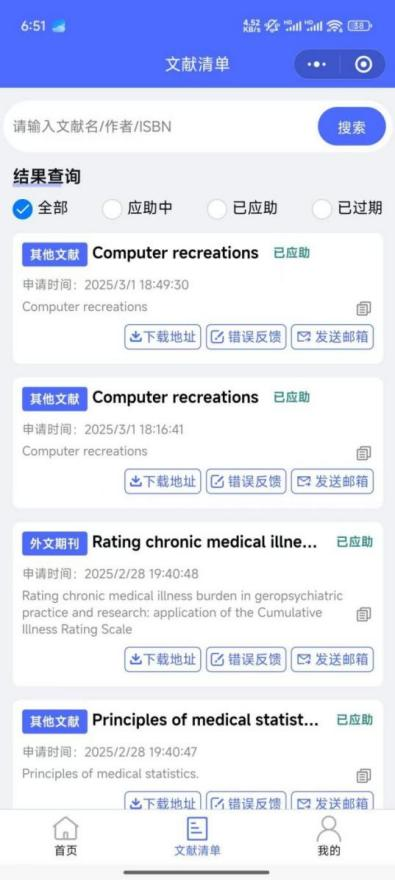 6:51
4.52 KB/s HD HD 38
文献清单
请输入文献名/作者/ISBN
搜索
结果查询
全部 应助中 已应助 已过期
其他文献 Computer recreations 已应助
申请时间：2025/3/1 18:49:30
Computer recreations
下载地址 错误反馈 发送邮箱
其他文献 Computer recreations 已应助
申请时间：2025/3/1 18:16:41
Computer recreations
下载地址 错误反馈 发送邮箱
外文期刊 Rating chronic medical illne... 已应助
申请时间：2025/2/28 19:40:48
Rating chronic medical illness burden in geropsychiatric
practice and research: application of the Cumulative
Illness Rating Scale
下载地址 错误反馈 发送邮箱
其他文献 Principles of medical statist... 已应助
申请时间：2025/2/28 19:40:47
Principles of medical statistics.
下载地址 错误反馈 发送邮箱
首页 文献清单 我的